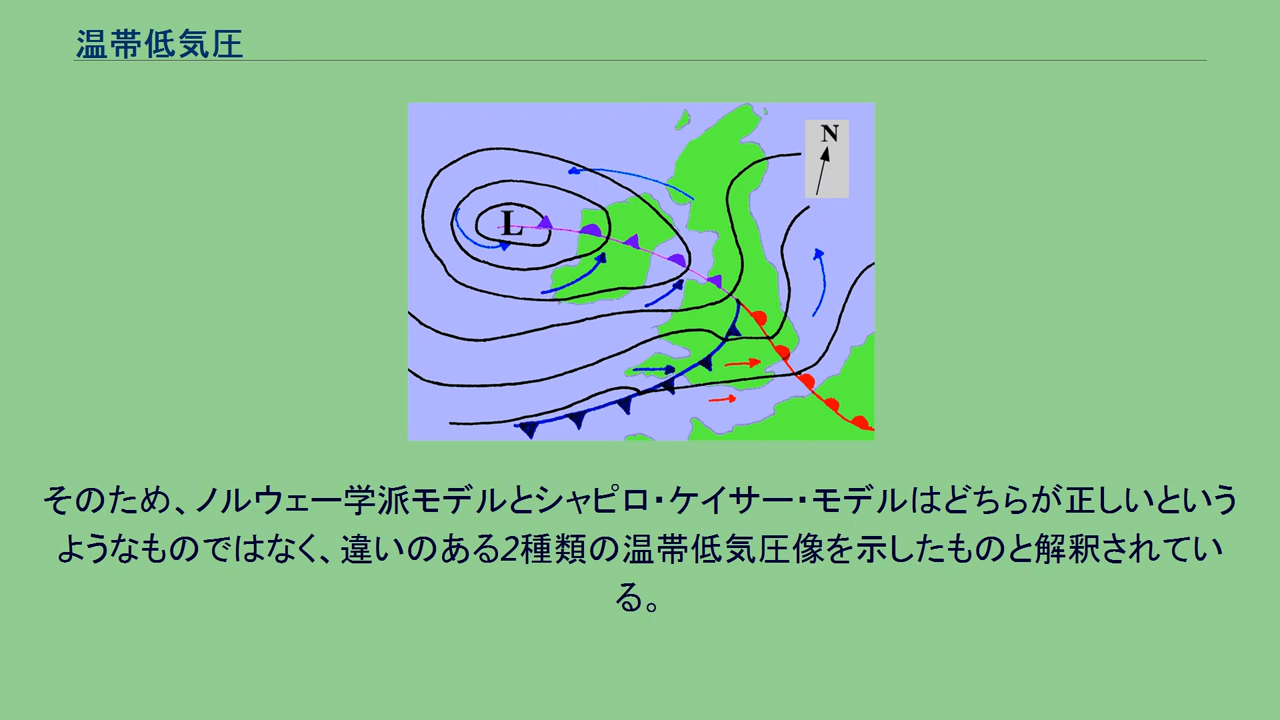 温帯低気圧
N
L
そのため、ノルウェー学派モデルとシャピロ・ケイサー・モデルはどちらが正しいという
ようなものではなく、違いのある2種類の温帯低気圧像を示したものと解釈されてい
る。